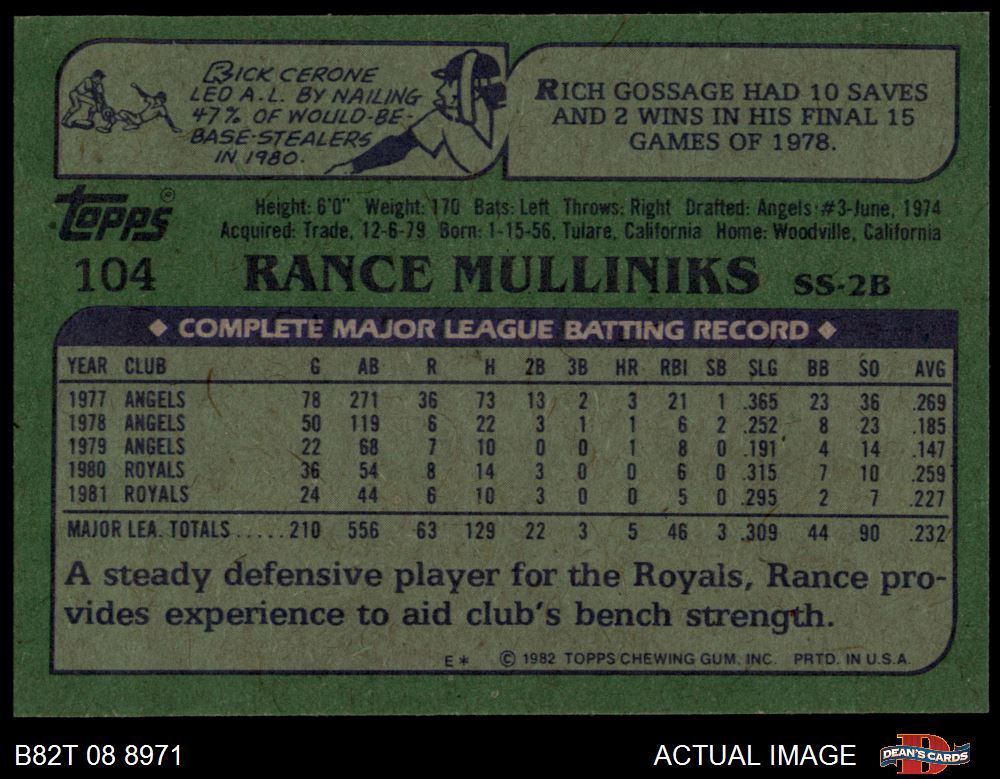 RICK CERONE
LED A.L. BY NAILING
47% OF WOULD-BE-
BASE-STEALERS
IN 1980.
RICH GOSSAGE HAD 10 SAVES
AND 2 WINS IN HIS FINAL 15
GAMES OF 1978.
TOPPS®
Height: 6'0" Weight: 170 Bats: Left Throws: Right Drafted: Angels #3-June, 1974
Acquired: Trade, 12-6-79 Born: 1-15-56, Tulare, California Home: Woodville, California
104 RANCE MULLINIKS SS-2B
◆ COMPLETE MAJOR LEAGUE BATTING RECORD ◆
YEAR CLUB G AB R H 2B 3B HR RBI SB SLG BB SO AVG
1977 ANGELS 78 271 36 73 13 2 3 21 1 .365 23 36 .269
1978 ANGELS 50 119 6 22 3 1 1 6 2 .252 8 23 .185
1979 ANGELS 22 68 7 10 0 0 1 8 0 .191 4 14 .147
1980 ROYALS 36 54 8 14 3 0 0 6 0 .315 7 10 .259
1981 ROYALS 24 44 6 10 3 0 0 5 0 .295 2 7 .227
MAJOR LEA. TOTALS.....210 556 63 129 22 3 5 46 3 .309 44 90 .232
A steady defensive player for the Royals, Rance pro-
vides experience to aid club's bench strength.
E* © 1982 TOPPS CHEWING GUM, INC. PRTD. IN U.S.A.
B82T 08 8971 ACTUAL IMAGE DEAN'S CARDS